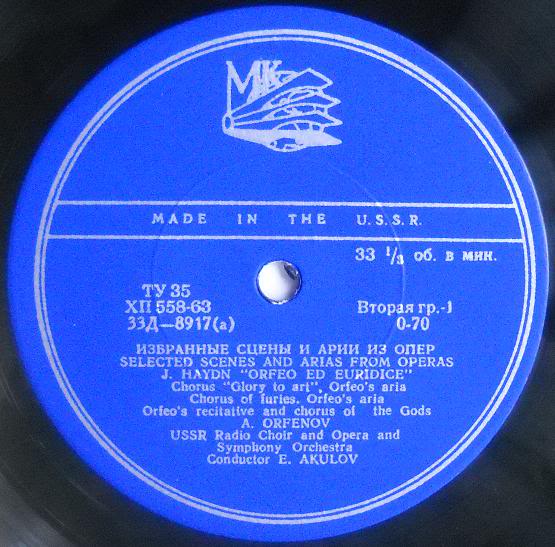 МК
MADE IN THE U.S.S.R.
33 1/3 об. в мин.
ТУ 35
ХП 558-63
33Д—8917(а)
Вторая гр.-1
0-70
ИЗБРАННЫЕ СЦЕНЫ И АРИИ ИЗ ОПЕР
SELECTED SCENES AND ARIAS FROM OPERAS
J. HAYDN "ORFEO ED EURIDICE"
Chorus "Glory to art", Orfeo's aria
Chorus of furies. Orfeo's aria
Orfeo's recitative and chorus of the Gods
A. ORFENOV
USSR Radio Choir and Opera and
Symphony Orchestra
Conductor E. AKULOV